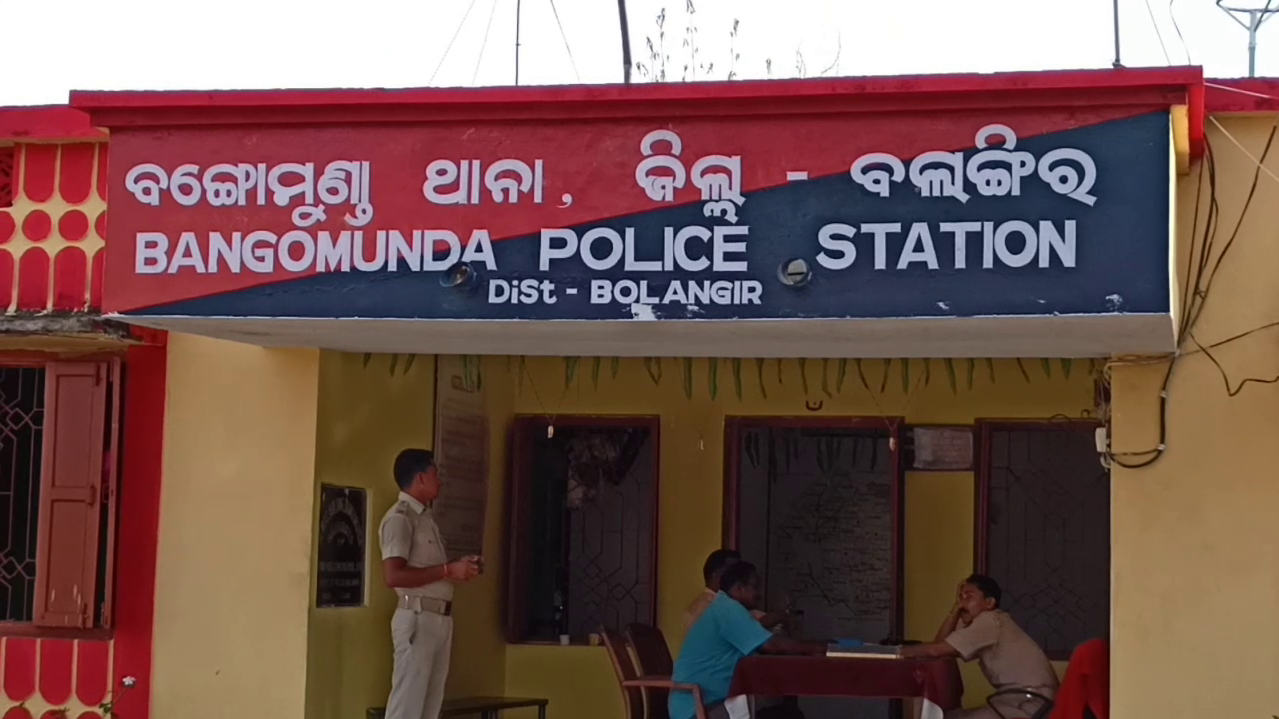 ବଙ୍ଗୋମୁଣ୍ଡା ଥାନା, ଜିଲ୍ଲା - ବଲାଙ୍ଗିର
BANGOMUNDA POLICE STATION
DiSt - BOLANGIR